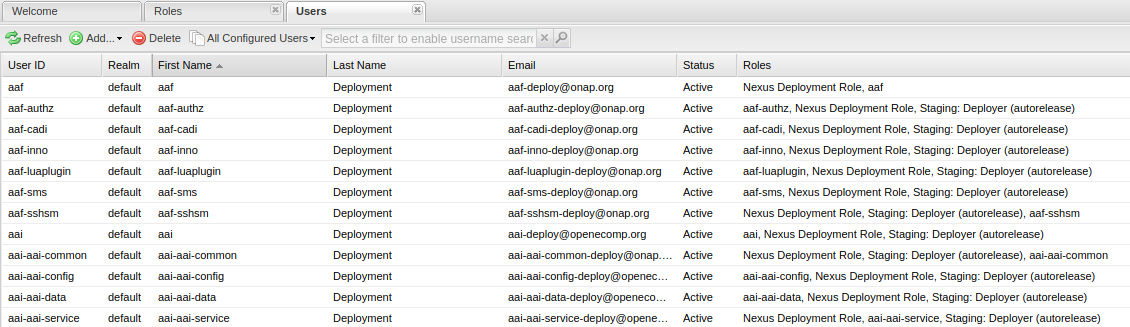 Welcome Roles Users
Refresh Add... Delete All Configured Users Select a filter to enable username sear
User ID Realm First Name Last Name Email Status Roles
aaf default aaf Deployment aaf-deploy@onap.org Active Nexus Deployment Role, aaf
aaf-authz default aaf-authz Deployment aaf-authz-deploy@onap.org Active aaf-authz, Nexus Deployment Role, Staging: Deployer (autorelease)
aaf-cadi default aaf-cadi Deployment aaf-cadi-deploy@onap.org Active aaf-cadi, Nexus Deployment Role, Staging: Deployer (autorelease)
aaf-inno default aaf-inno Deployment aaf-inno-deploy@onap.org Active aaf-inno, Nexus Deployment Role, Staging: Deployer (autorelease)
aaf-luaplugin default aaf-luaplugin Deployment aaf-luaplugin-deploy@onap.org Active aaf-luaplugin, Nexus Deployment Role, Staging: Deployer (autorelease)
aaf-sms default aaf-sms Deployment aaf-sms-deploy@onap.org Active aaf-sms, Nexus Deployment Role, Staging: Deployer (autorelease)
aaf-sshsm default aaf-sshsm Deployment aaf-sshsm-deploy@onap.org Active Nexus Deployment Role, Staging: Deployer (autorelease), aaf-sshsm
aai default aai Deployment aai-deploy@openecomp.org Active aai, Nexus Deployment Role, Staging: Deployer (autorelease)
aai-aai-common default aai-aai-common Deployment aai-aai-common-deploy@onap.... Active Nexus Deployment Role, Staging: Deployer (autorelease), aai-aai-common
aai-aai-config default aai-aai-config Deployment aai-aai-config-deploy@openec... Active aai-aai-config, Nexus Deployment Role, Staging: Deployer (autorelease)
aai-aai-data default aai-aai-data Deployment aai-aai-data-deploy@openeco... Active aai-aai-data, Nexus Deployment Role, Staging: Deployer (autorelease)
aai-aai-service default aai-aai-service Deployment aai-aai-service-deploy@opene... Active Nexus Deployment Role, aai-aai-service, Staging: Deployer (autorelease)